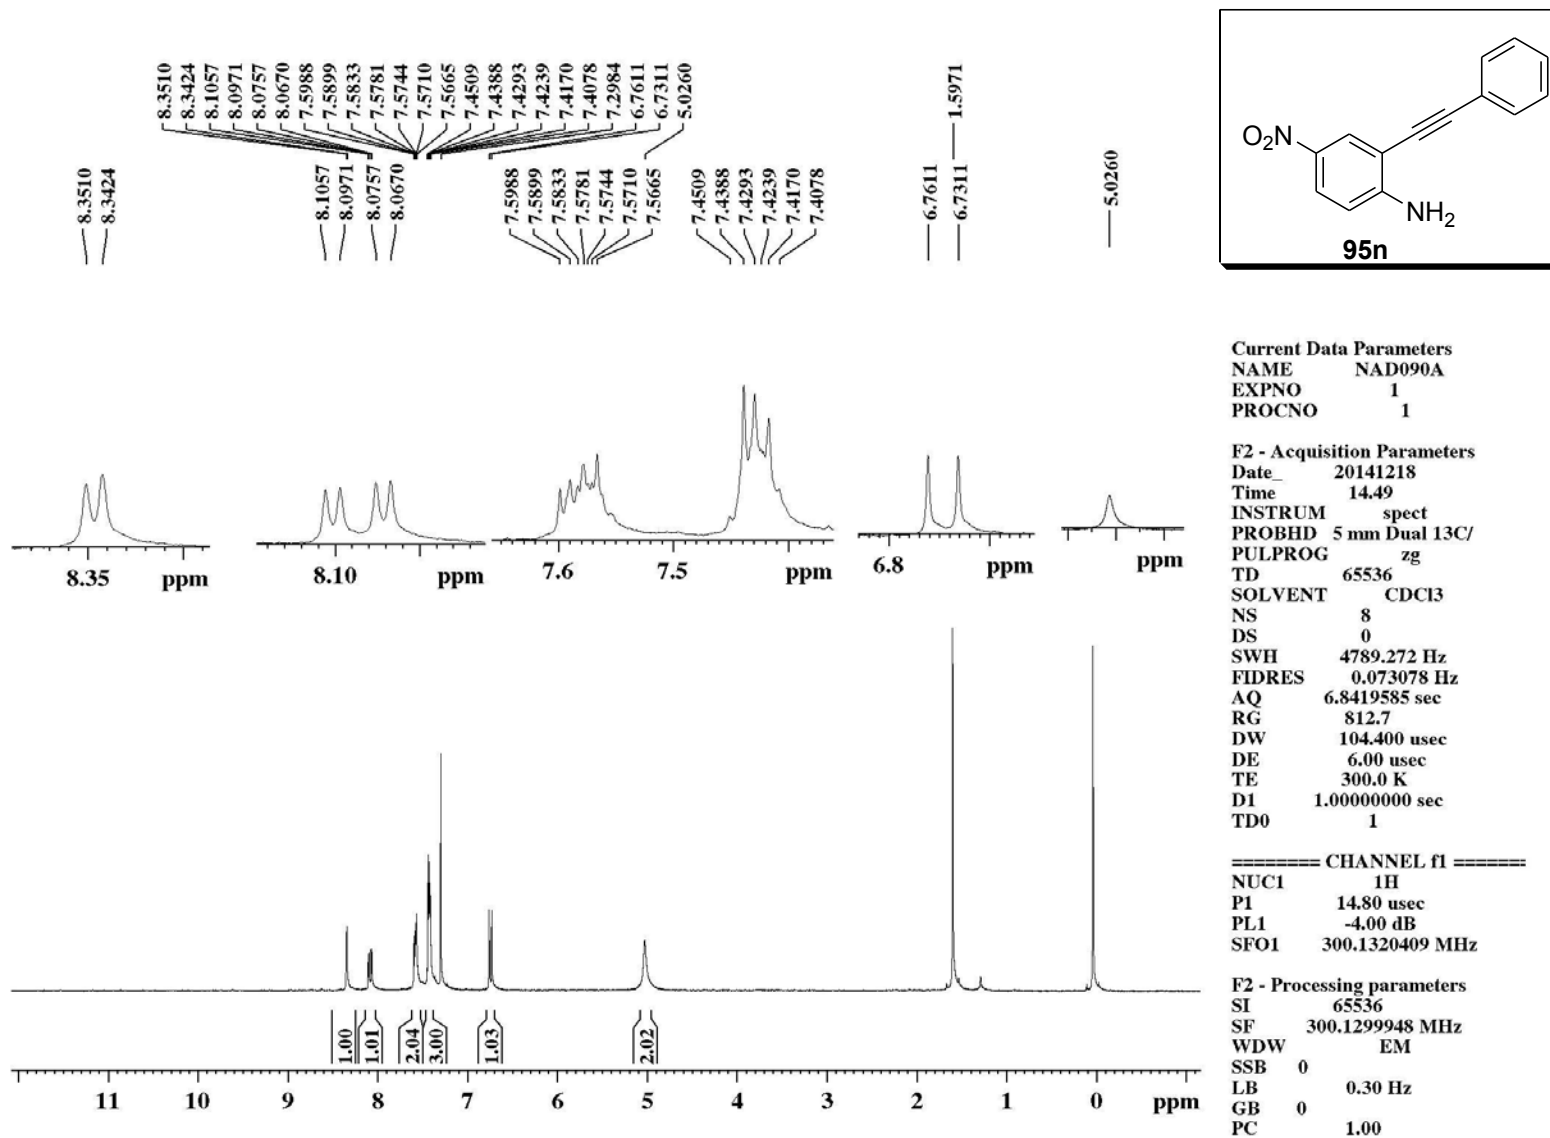 8.3510
8.3424
8.1057
8.0971
8.0757
8.0670
7.5988
7.5899
7.5833
7.5781
7.5744
7.5710
7.5665
7.4509
7.4388
7.4293
7.4239
7.4170
7.4078
7.2984
6.7611
6.7311
5.0260
1.5971
8.3510
8.3424
8.1057
8.0971
8.0757
8.0670
7.5988
7.5899
7.5833
7.5781
7.5744
7.5710
7.5665
7.4509
7.4388
7.4293
7.4239
7.4170
7.4078
6.7611
6.7311
5.0260
O2N
NH2
95n
8.35 ppm
8.10 ppm
7.6 7.5 ppm
6.8 ppm
ppm
1.00
1.01
2.04
3.00
1.03
2.02
11 10 9 8 7 6 5 4 3 2 1 0 ppm
Current Data Parameters
NAME NAD090A
EXPNO 1
PROCNO 1
F2 - Acquisition Parameters
Date_ 20141218
Time 14.49
INSTRUM spect
PROBHD 5 mm Dual 13C/
PULPROG zg
TD 65536
SOLVENT CDCl3
NS 8
DS 0
SWH 4789.272 Hz
FIDRES 0.073078 Hz
AQ 6.8419585 sec
RG 812.7
DW 104.400 usec
DE 6.00 usec
TE 300.0 K
D1 1.00000000 sec
TD0 1
======== CHANNEL f1 =======
NUC1 1H
P1 14.80 usec
PL1 -4.00 dB
SFO1 300.1320409 MHz
F2 - Processing parameters
SI 65536
SF 300.1299948 MHz
WDW EM
SSB 0
LB 0.30 Hz
GB 0
PC 1.00